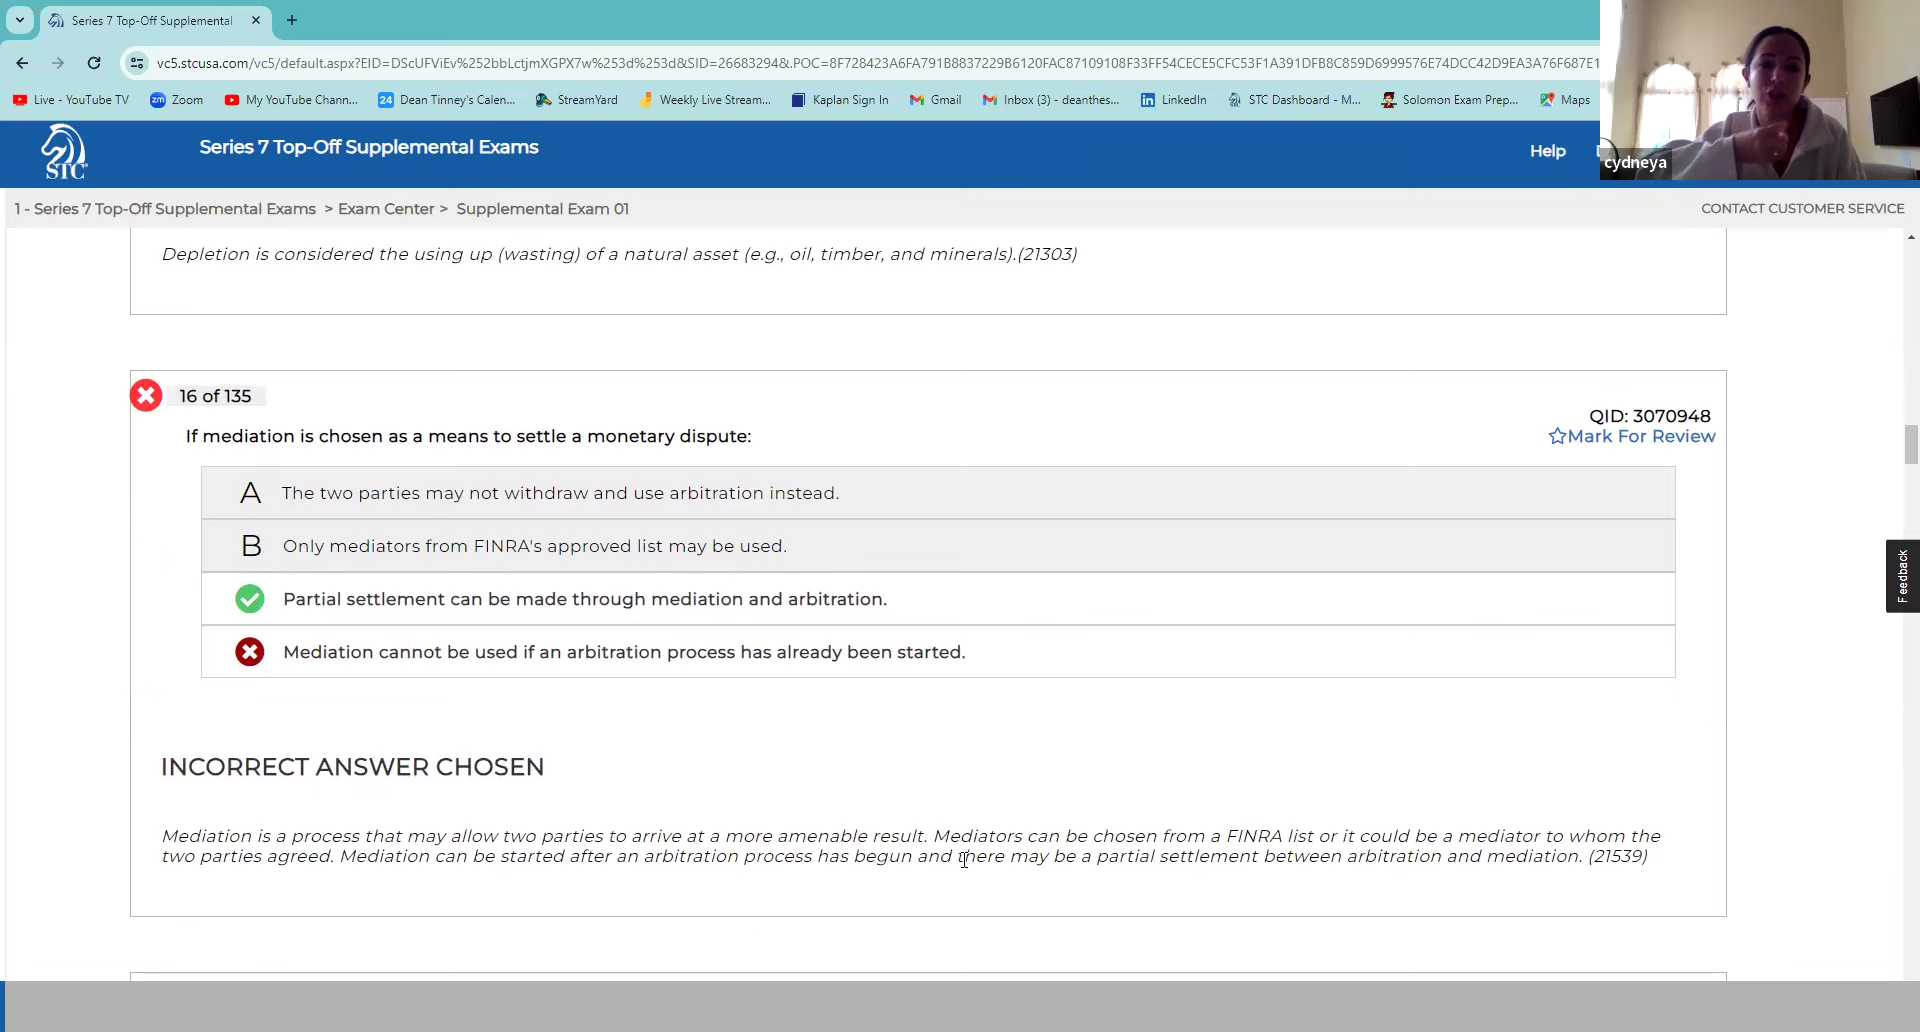 Series 7 Top-Off Supplemental
vc5.stcusa.com/vc5/default.aspx?EID=DScUFViEv%252bbLctjmXGPX7w%253d%253d&SID=26683294&.POC=8F728423A6FA791B8837229B6120FAC87109108F33FF54CECE5CFC53F1A391DFB8C859D6999576E74DCC42D9EA3A76F687E1
Live - YouTube TV
Zoom
My YouTube Chann...
24 Dean Tinney's Calen...
StreamYard
Weekly Live Stream...
Kaplan Sign In
Gmail
Inbox (3) - deanthes...
LinkedIn
STC Dashboard - M...
Solomon Exam Prep...
Maps
STC
Series 7 Top-Off Supplemental Exams
Help
cydneya
1 - Series 7 Top-Off Supplemental Exams > Exam Center > Supplemental Exam 01
CONTACT CUSTOMER SERVICE
Depletion is considered the using up (wasting) of a natural asset (e.g., oil, timber, and minerals).(21303)
16 of 135
QID: 3070948
If mediation is chosen as a means to settle a monetary dispute:
Mark For Review
A The two parties may not withdraw and use arbitration instead.
B Only mediators from FINRA's approved list may be used.
Partial settlement can be made through mediation and arbitration.
Mediation cannot be used if an arbitration process has already been started.
Feedback
INCORRECT ANSWER CHOSEN
Mediation is a process that may allow two parties to arrive at a more amenable result. Mediators can be chosen from a FINRA list or it could be a mediator to whom the
two parties agreed. Mediation can be started after an arbitration process has begun and there may be a partial settlement between arbitration and mediation. (21539)